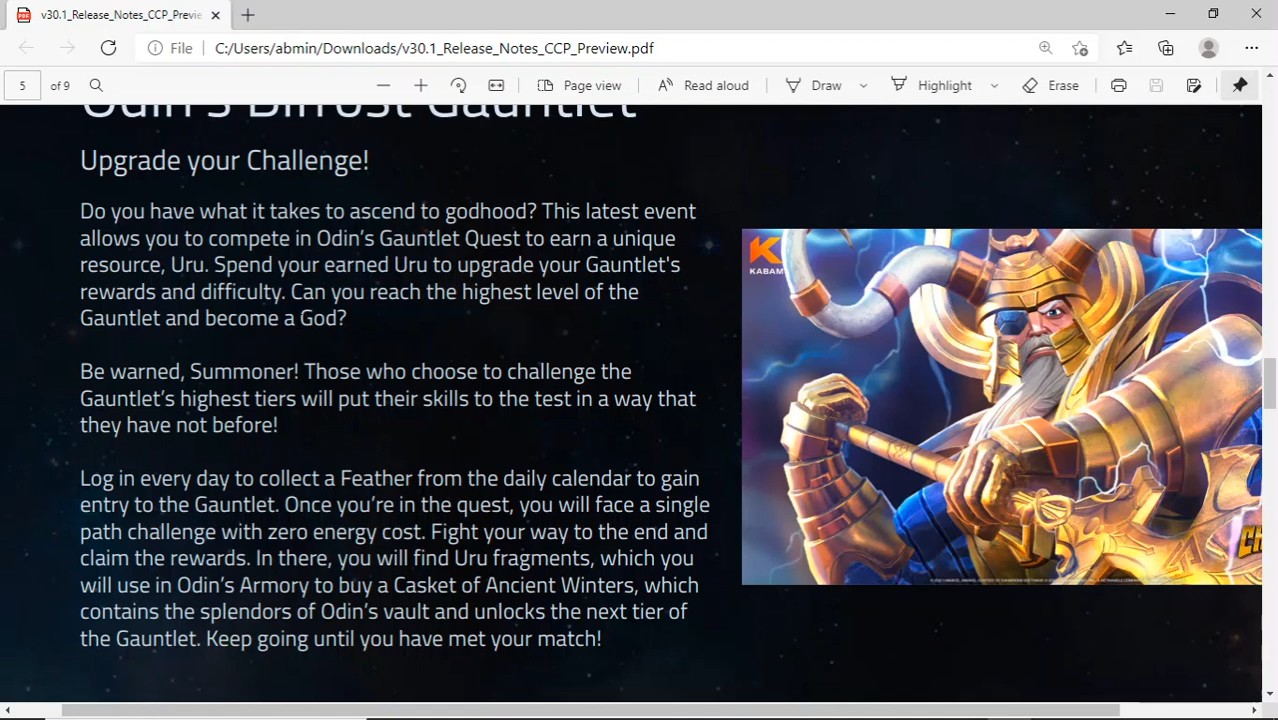 v30.1_Release_Notes_CCP_Previe
File
C:/Users/abmin/Downloads/v30.1_Release_Notes_CCP_Preview.pdf
5 of 9
Page view
Read aloud
Draw
Highlight
Erase
Odin's Bifrost Gauntlet
Upgrade your Challenge!
Do you have what it takes to ascend to godhood? This latest event
allows you to compete in Odin’s Gauntlet Quest to earn a unique
resource, Uru. Spend your earned Uru to upgrade your Gauntlet's
rewards and difficulty. Can you reach the highest level of the
Gauntlet and become a God?
Be warned, Summoner! Those who choose to challenge the
Gauntlet’s highest tiers will put their skills to the test in a way that
they have not before!
Log in every day to collect a Feather from the daily calendar to gain
entry to the Gauntlet. Once you’re in the quest, you will face a single
path challenge with zero energy cost. Fight your way to the end and
claim the rewards. In there, you will find Uru fragments, which you
will use in Odin’s Armory to buy a Casket of Ancient Winters, which
contains the splendors of Odin’s vault and unlocks the next tier of
the Gauntlet. Keep going until you have met your match!
KABAM